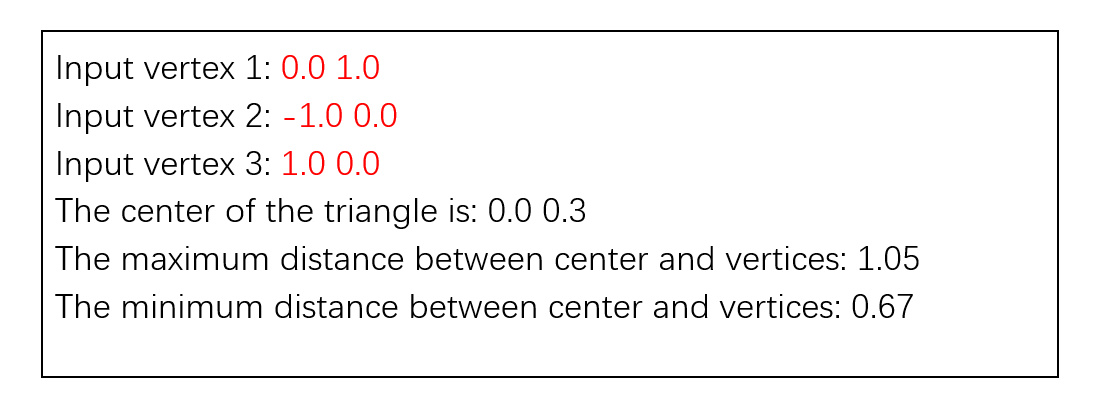 Input vertex 1: 0.0 1.0
Input vertex 2: -1.0 0.0
Input vertex 3: 1.0 0.0
The center of the triangle is: 0.0 0.3
The maximum distance between center and vertices: 1.05
The minimum distance between center and vertices: 0.67